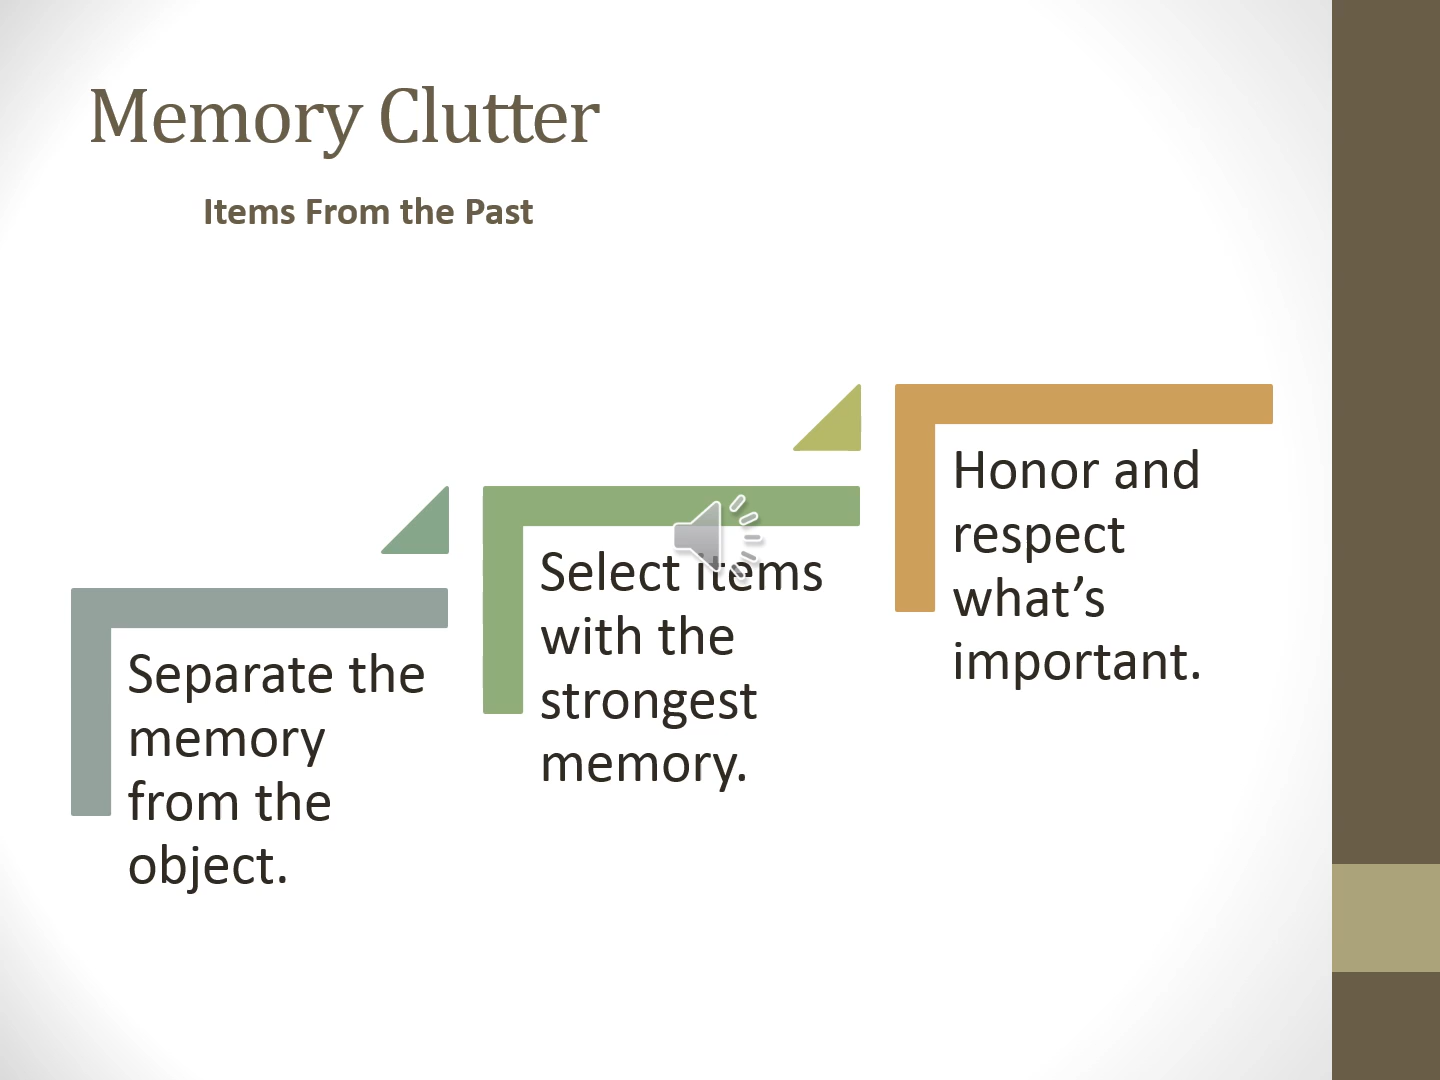 Memory Clutter
Items From the Past
Separate the
memory
from the
object.
Select items
with the
strongest
memory.
Honor and
respect
what’s
important.